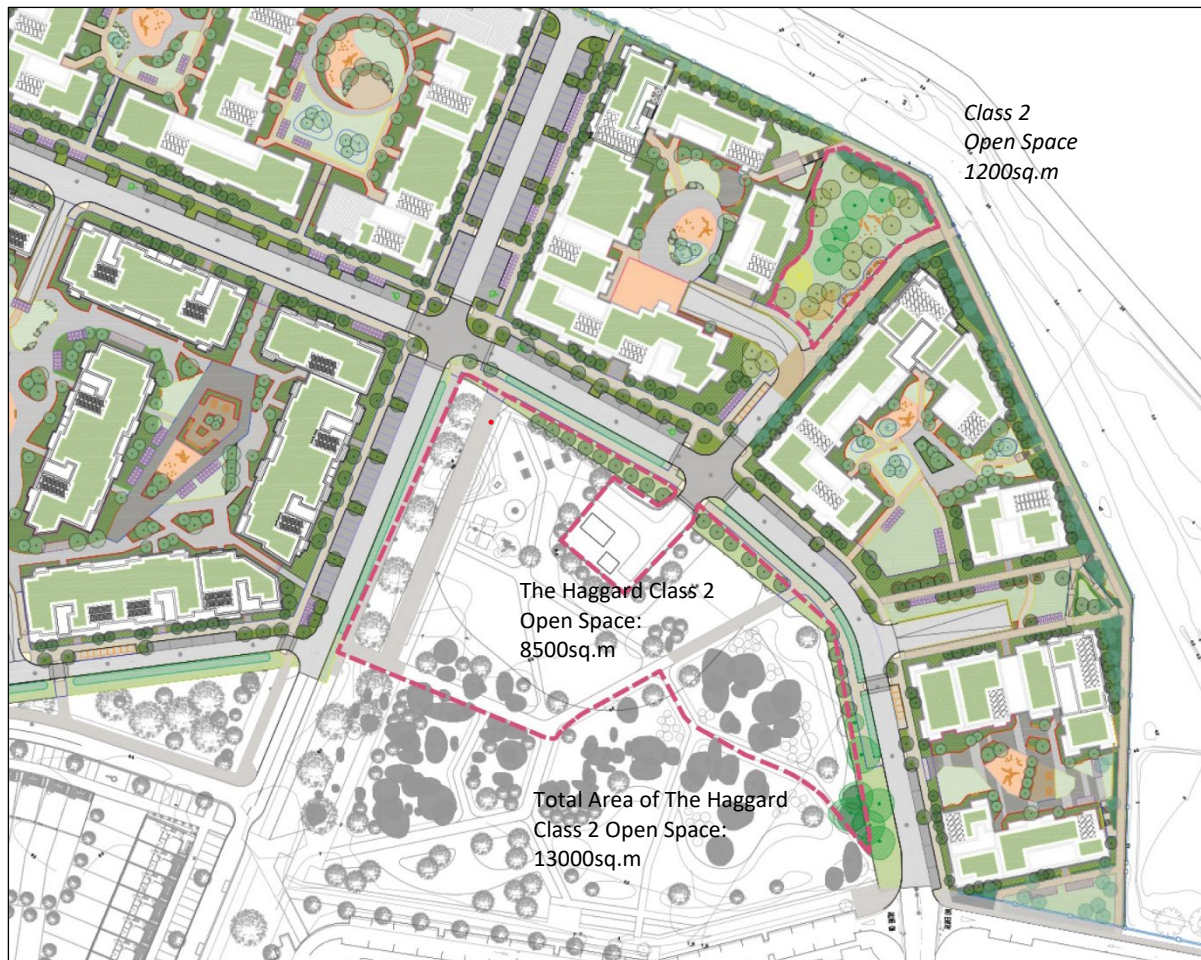 Class 2
Open Space
1200sq.m
The Haggard Class 2
Open Space:
8500sq.m
Total Area of The Haggard
Class 2 Open Space:
13000sq.m